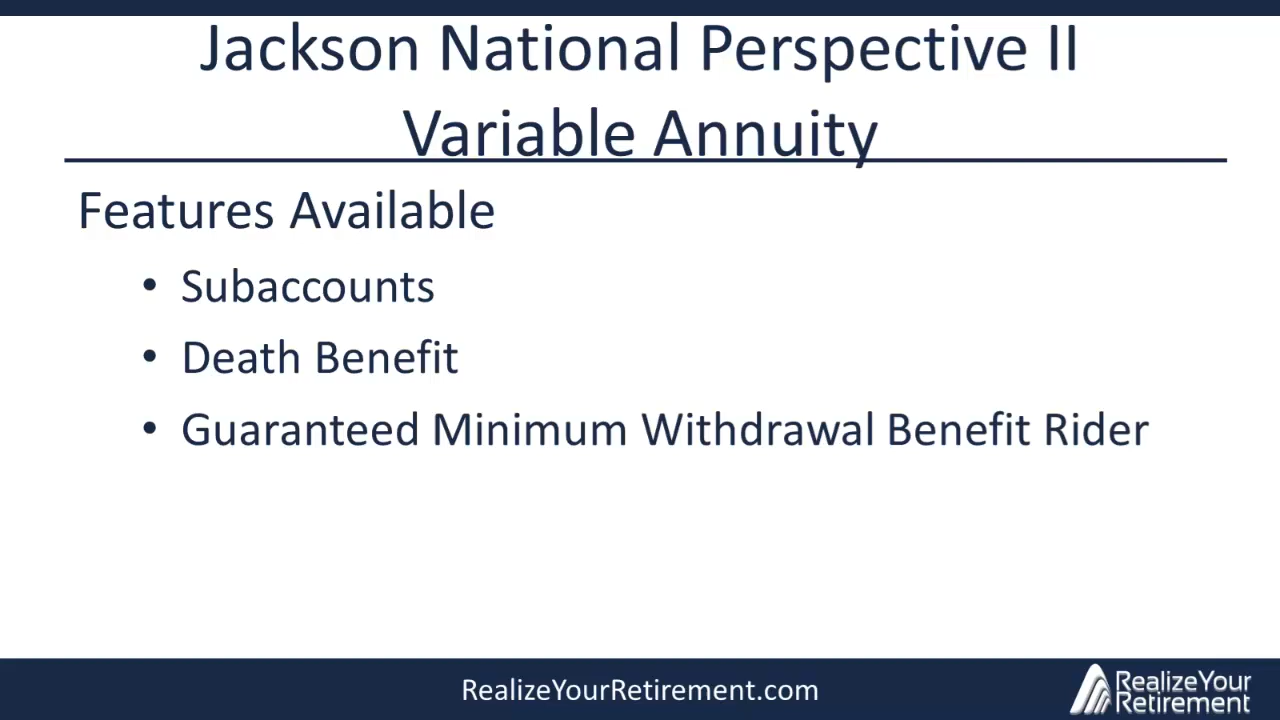 Jackson National Perspective II
Variable Annuity
Features Available
• Subaccounts
• Death Benefit
• Guaranteed Minimum Withdrawal Benefit Rider
RealizeYourRetirement.com
RealizeYour
Retirement